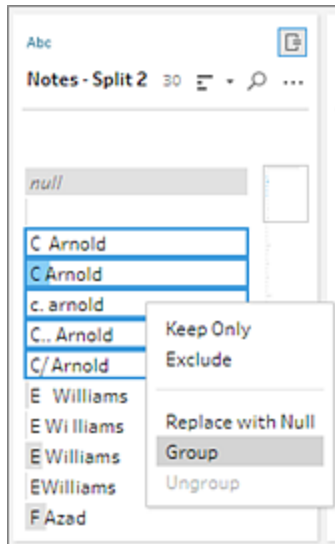 Abc
Notes - Split 2 30
null
C Arnold
C Arnold
c. arnold
C.. Arnold
C/ Arnold
E  Williams
E Wi lliams
E Williams
EWilliams
F Azad
Keep Only
Exclude
Replace with Null
Group
Ungroup